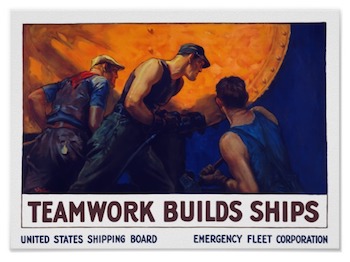 TEAMWORK BUILDS SHIPS
UNITED STATES SHIPPING BOARD EMERGENCY FLEET CORPORATION